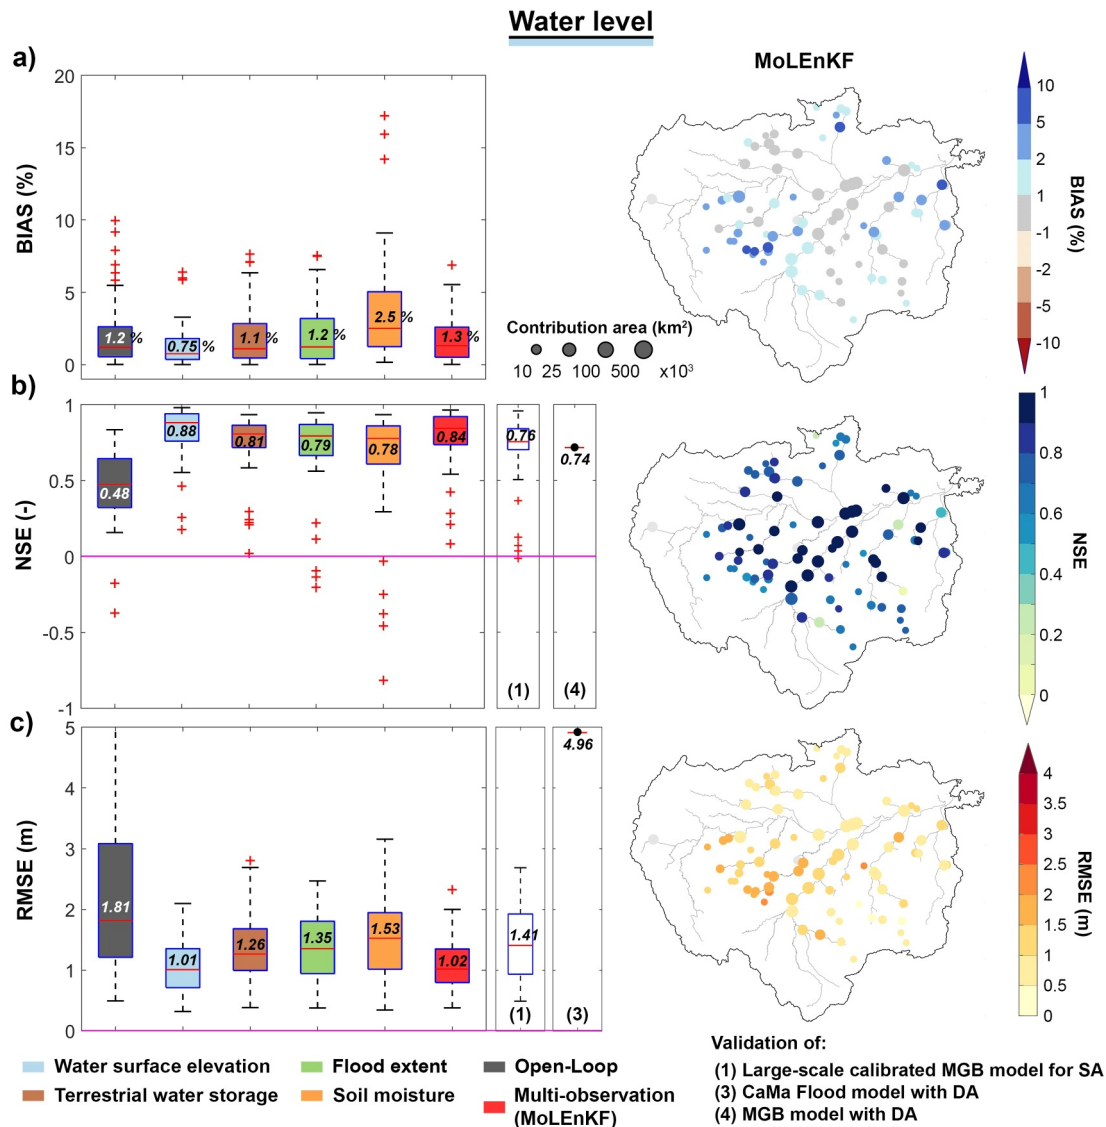 Water level
a)
MoLEnKF
20
15
10
5
0
BIAS (%)
1.2 %
0.75 %
1.1 %
1.2 %
2.5 %
1.3 %
Contribution area (km²)
10 25 100 500 x10³
10
5
2
1
-1
-2
-5
-10
BIAS (%)
b)
1
0.5
0
-0.5
-1
NSE (-)
0.48
0.88
0.81
0.79
0.78
0.84
0.76
0.74
(1)
(4)
1
0.8
0.6
0.4
0.2
0
NSE
c)
5
4
3
2
1
0
RMSE (m)
1.81
1.01
1.26
1.35
1.53
1.02
1.41
4.96
(1)
(3)
4
3.5
3
2.5
2
1.5
1
0.5
0
RMSE (m)
Water surface elevation
Terrestrial water storage
Flood extent
Soil moisture
Open-Loop
Multi-observation
(MoLEnKF)
Validation of:
(1) Large-scale calibrated MGB model for SA
(3) CaMa Flood model with DA
(4) MGB model with DA